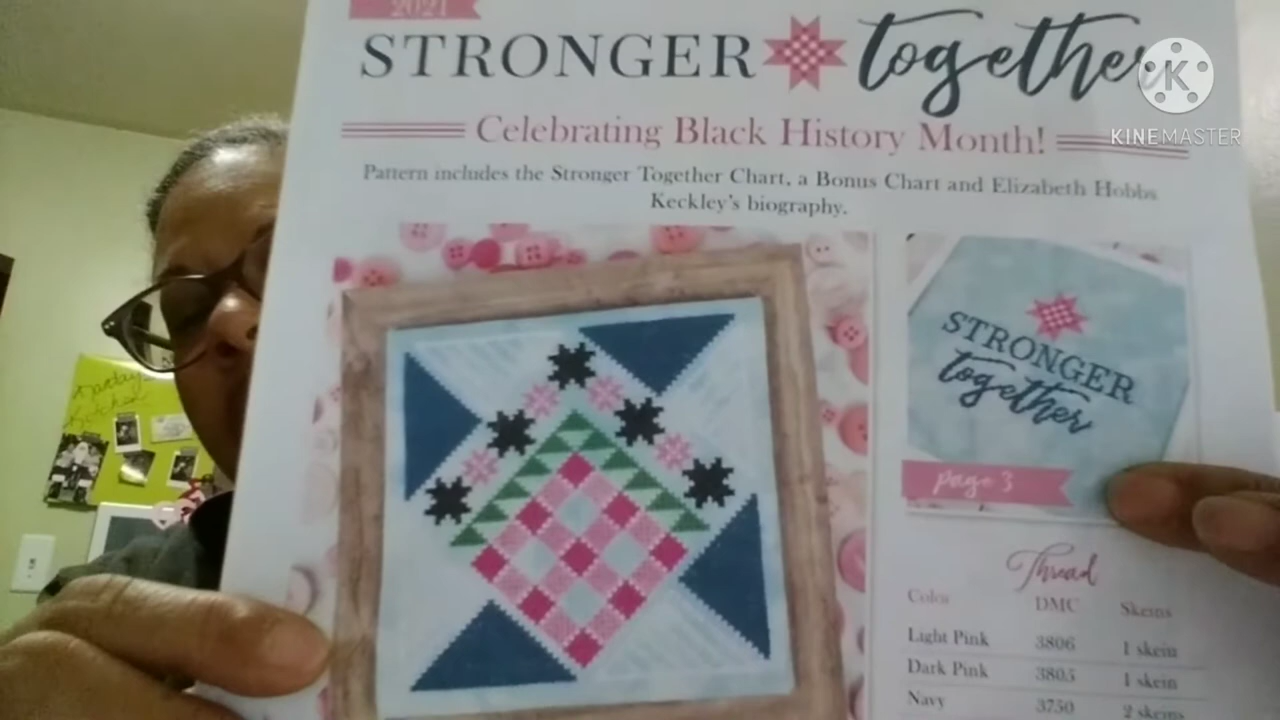 2021
STRONGER together
KINEMASTER
Celebrating Black History Month!
Pattern includes the Stronger Together Chart, a Bonus Chart and Elizabeth Hobbs
Keckley's biography.
STRONGER
together
page 3
Thread
Color DMC Skeins
Light Pink 3806 1 skein
Dark Pink 3805 1 skein
Navy 3750 2 skeins